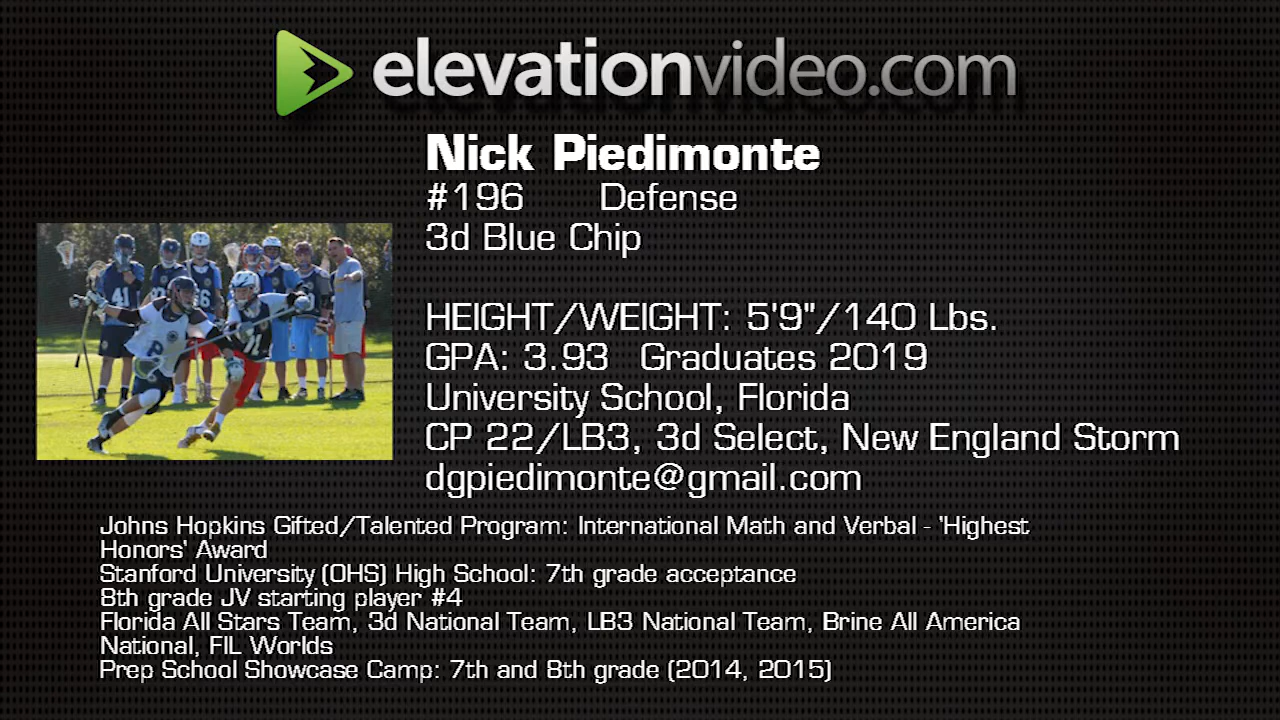 elevationvideo.com
Nick Piedimonte
#196 Defense
3d Blue Chip
HEIGHT/WEIGHT: 5'9"/140 Lbs.
GPA: 3.93 Graduates 2019
University School, Florida
CP 22/LB3, 3d Select, New England Storm
dgpiedimonte@gmail.com
41
Johns Hopkins Gifted/Talented Program: International Math and Verbal - 'Highest
Honors' Award
Stanford University (OHS) High School: 7th grade acceptance
8th grade JV starting player #4
Florida All Stars Team, 3d National Team, LB3 National Team, Brine All America
National, FIL Worlds
Prep School Showcase Camp: 7th and 8th grade (2014, 2015)